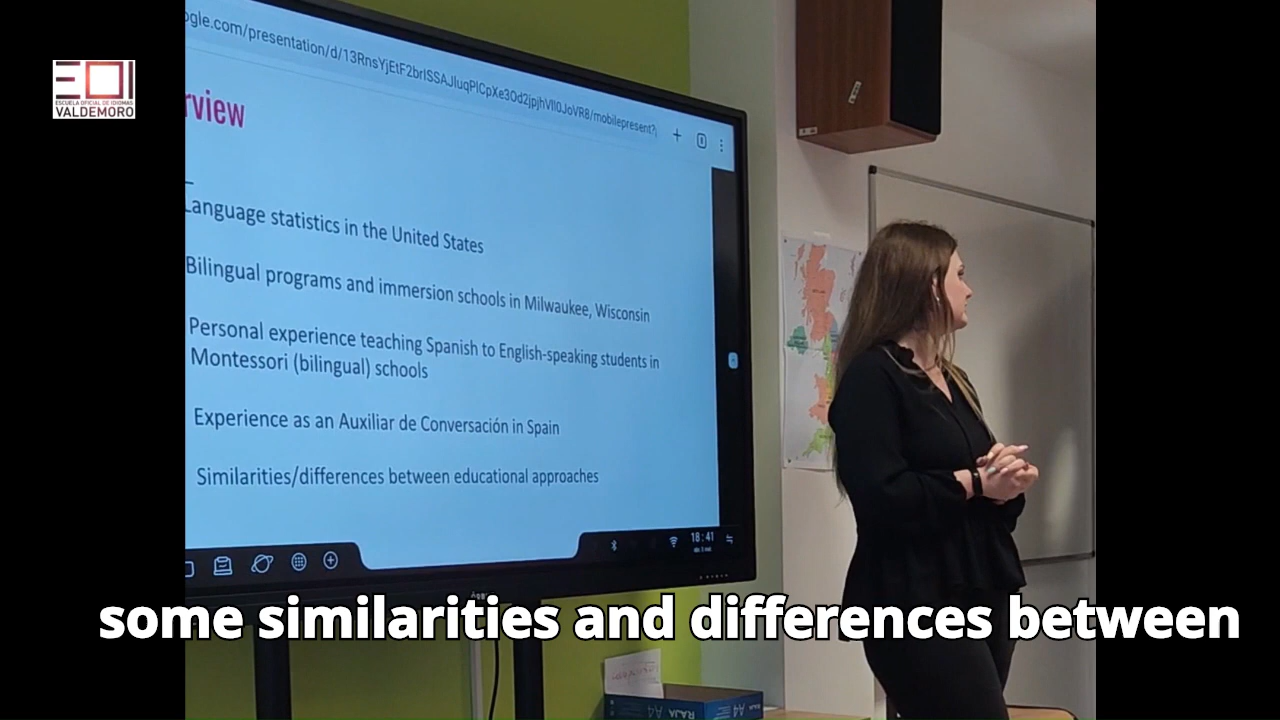 ogle.com/presentation/d/13RnsYjEtF2brISSAJIuqPlCpXe3Od2jpjhVIl0JoVR8/mobilepresent?
EOI
ESCUELA OFICIAL DE IDIOMAS
VALDEMORO
rview
Language statistics in the United States
Bilingual programs and immersion schools in Milwaukee, Wisconsin
Personal experience teaching Spanish to English-speaking students in
Montessori (bilingual) schools
Experience as an Auxiliar de Conversación in Spain
Similarities/differences between educational approaches
18:41
some similarities and differences between
RAJA A4